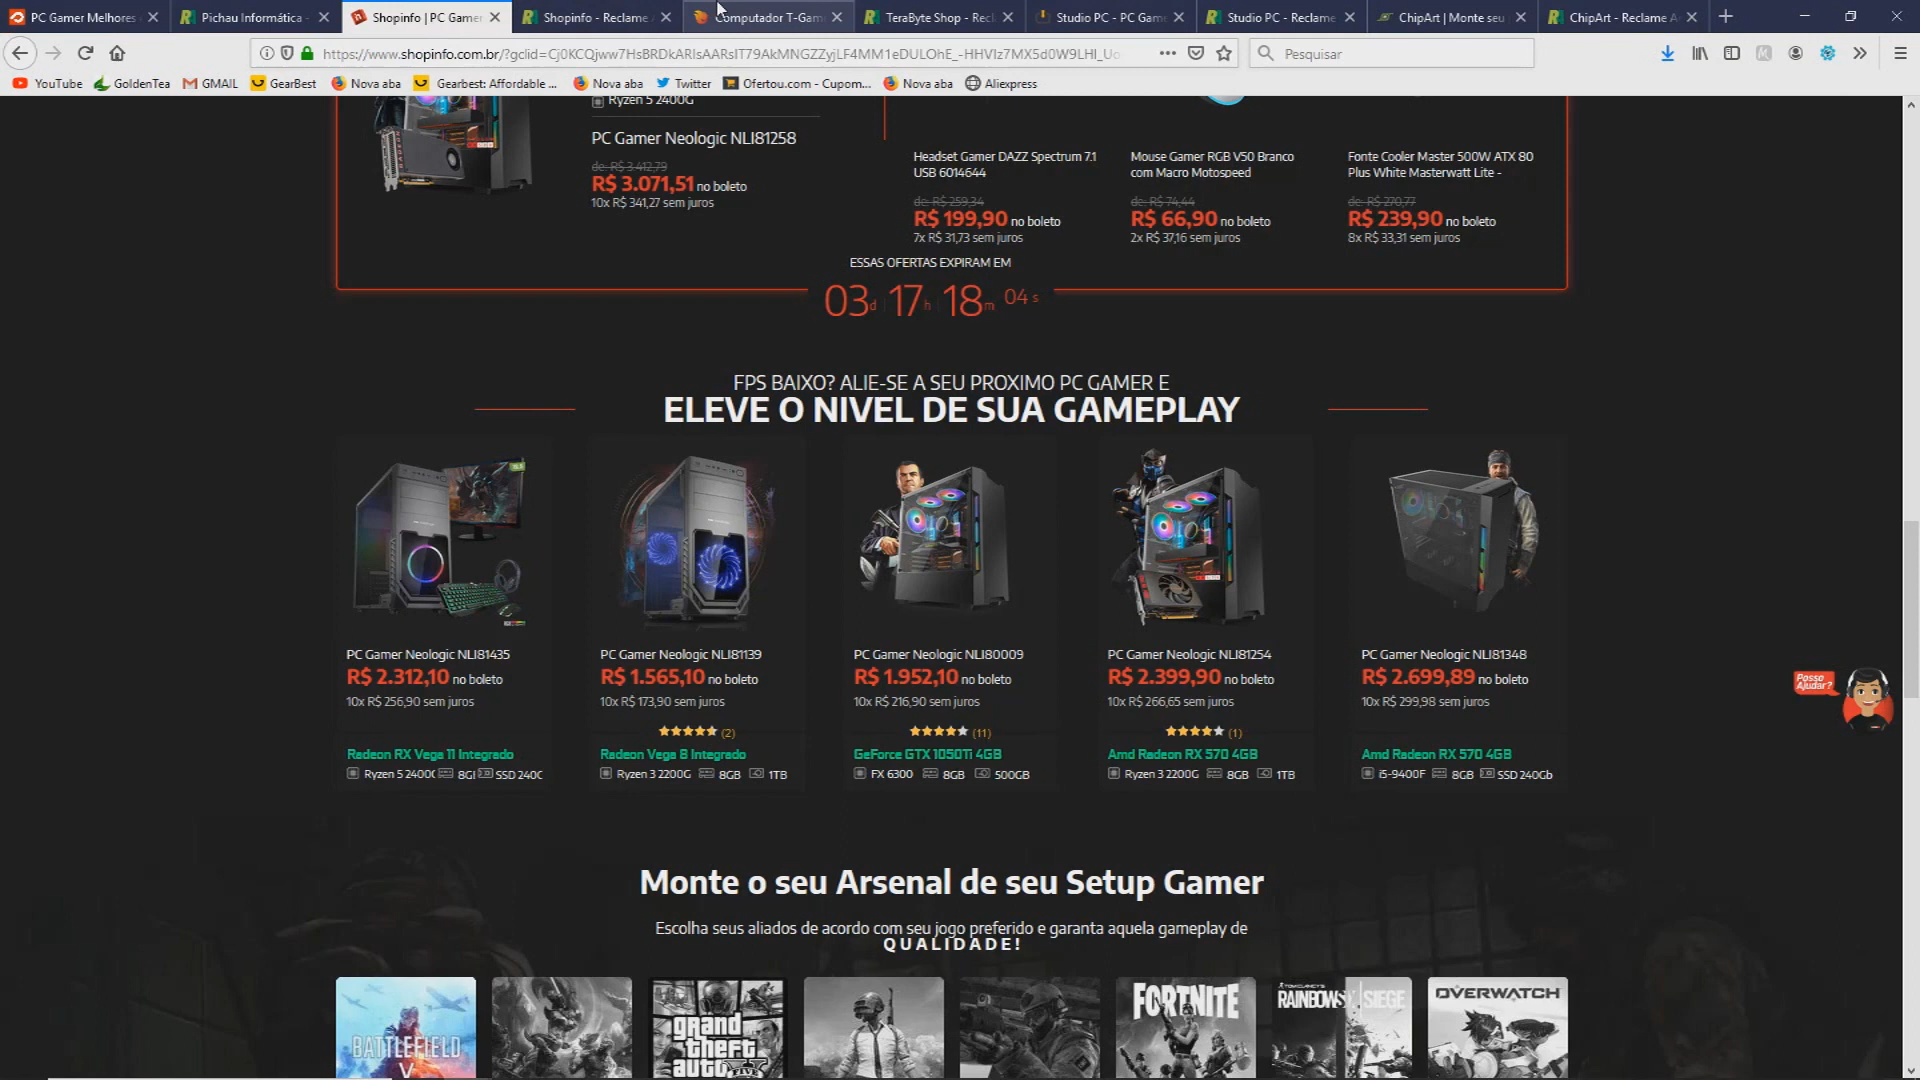 PC Gamer Melhores
Pichau Informática -
Shopinfo | PC Gamer
Shopinfo - Reclame
Computador T-Gam
TeraByte Shop - Recl
Studio PC - PC Game
Studio PC - Reclame
ChipArt | Monte seu
ChipArt - Reclame A
https://www.shopinfo.com.br/?gclid=
Pesquisar
YouTube
GoldenTea
GMAIL
GearBest
Nova aba
Gearbest: Affordable ...
Nova aba
Twitter
Ofertou.com - Cupom...
Nova aba
Aliexpress
Ryzen 5 2400G
PC Gamer Neologic NLI81258
de: R$ 3.412,79
R$ 3.071,51 no boleto
10x R$ 341,27 sem juros
Headset Gamer DAZZ Spectrum 7.1
USB 6014644
de: R$ 259,34
R$ 199,90 no boleto
7x R$ 31,73 sem juros
Mouse Gamer RGB V50 Branco
com Macro Motospeed
de: R$ 74,44
R$ 66,90 no boleto
2x R$ 37,16 sem juros
Fonte Cooler Master 500W ATX 80
Plus White Masterwatt Lite -
de: R$ 270,77
R$ 239,90 no boleto
8x R$ 33,31 sem juros
ESSAS OFERTAS EXPIRAM EM
03d 17h 18m 04s
FPS BAIXO? ALIE-SE A SEU PROXIMO PC GAMER E
ELEVE O NIVEL DE SUA GAMEPLAY
PC Gamer Neologic NLI81435
R$ 2.312,10 no boleto
10x R$ 256,90 sem juros
Radeon RX Vega 11 Integrado
Ryzen 5 2400G 8GB SSD 240G
PC Gamer Neologic NLI81139
R$ 1.565,10 no boleto
10x R$ 173,90 sem juros
(2)
Radeon Vega 8 Integrado
Ryzen 3 2200G 8GB 1TB
PC Gamer Neologic NLI80009
R$ 1.952,10 no boleto
10x R$ 216,90 sem juros
(11)
GeForce GTX 1050Ti 4GB
FX 6300 8GB 500GB
PC Gamer Neologic NLI81254
R$ 2.399,90 no boleto
10x R$ 266,65 sem juros
(1)
Amd Radeon RX 570 4GB
Ryzen 3 2200G 8GB 1TB
PC Gamer Neologic NLI81348
R$ 2.699,89 no boleto
10x R$ 299,98 sem juros
Amd Radeon RX 570 4GB
i5-9400F 8GB SSD 240Gb
Posso
Ajudar?
Monte o seu Arsenal de seu Setup Gamer
Escolha seus aliados de acordo com seu jogo preferido e garanta aquela gameplay de
QUALIDADE!
BATTLEFIELD
V
grand
theft
auto
FIVE
FORTNITE
TOM CLANCY'S
RAINBOW SIX SIEGE
OVERWATCH